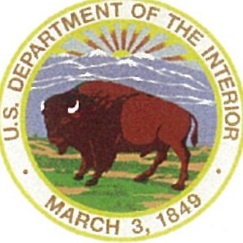 U.S. DEPARTMENT OF THE INTERIOR
· MARCH 3, 1849 ·